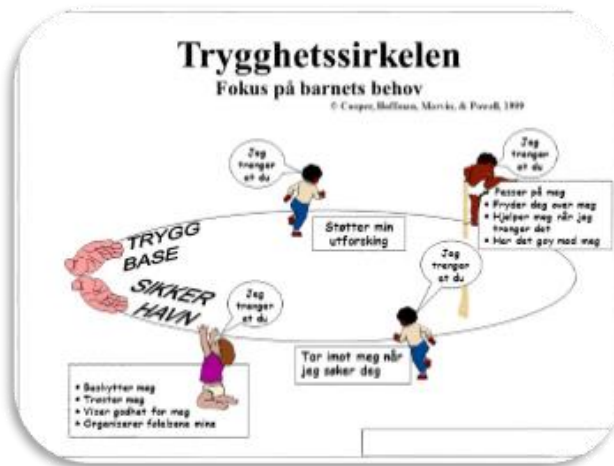 Trygghetssirkelen
Fokus på barnets behov
© Cooper, Hoffman, Marvin, & Powell, 1999
Jeg
trenger
at du
Støtter min
utforsking
Jeg
trenger
at du
• Passer på meg
• Fryder deg over meg
• Hjelper meg når jeg
trenger det
• Har det gøy med meg
TRYGG
BASE
SIKKER
HAVN
Jeg
trenger
at du
Tar imot meg når
jeg søker deg
Jeg
trenger
at du
• Beskytter meg
• Trøster meg
• Viser godhet for meg
• Organiserer følelsene mine